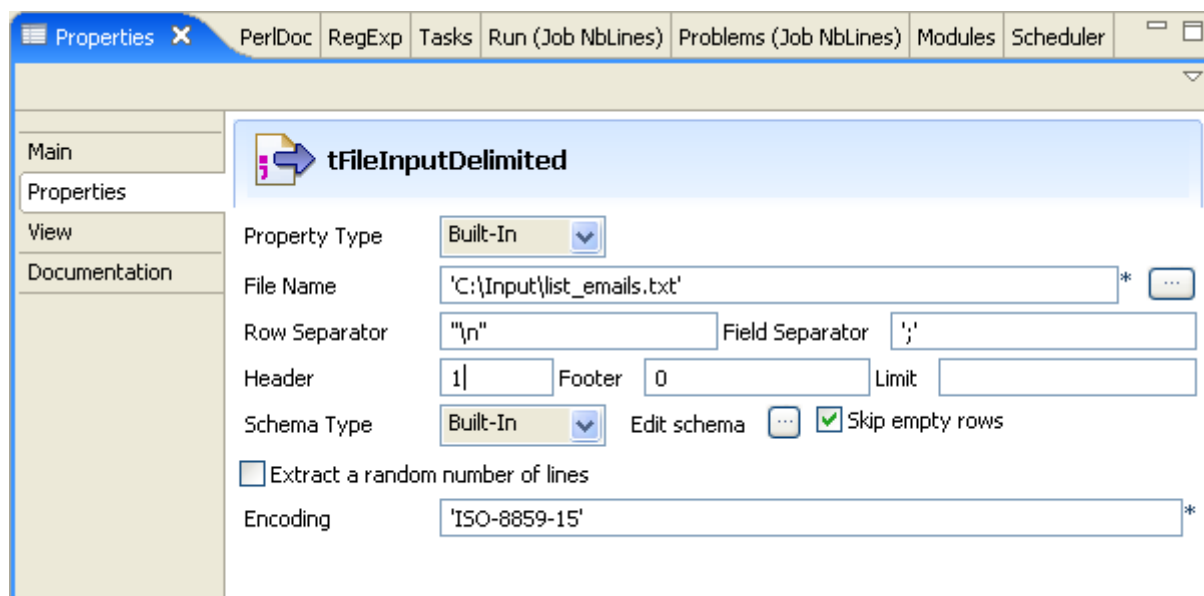 Properties PerlDoc RegExp Tasks Run (Job NbLines) Problems (Job NbLines) Modules Scheduler
Main
Properties
View
Documentation
tFileInputDelimited
Property Type Built-In
File Name 'C:\Input\list_emails.txt' * ...
Row Separator "\n" Field Separator ';'
Header 1 Footer 0 Limit
Schema Type Built-In Edit schema ... Skip empty rows
Extract a random number of lines
Encoding 'ISO-8859-15' *